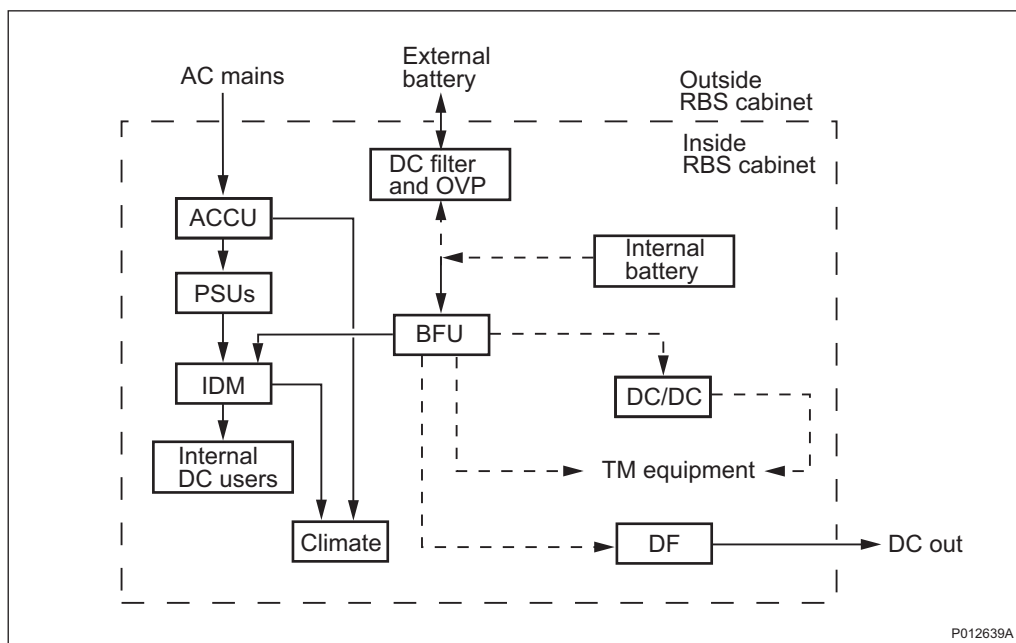 AC mains
External
battery
Outside
RBS cabinet
Inside
RBS cabinet
DC filter
and OVP
ACCU
Internal
battery
PSUs
BFU
IDM
DC/DC
Internal
DC users
TM equipment
Climate
DF
DC out
P012639A